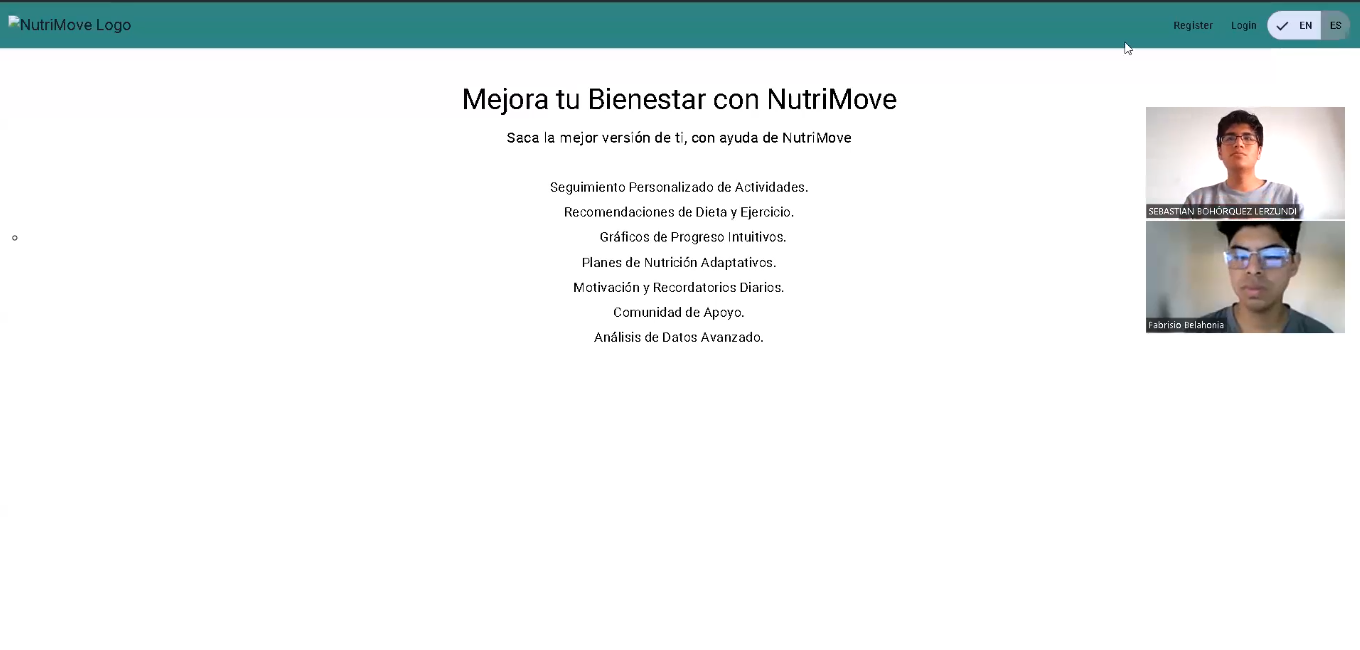 NutriMove Logo
Register Login EN ES
Mejora tu Bienestar con NutriMove
Saca la mejor versión de ti, con ayuda de NutriMove
Seguimiento Personalizado de Actividades.
Recomendaciones de Dieta y Ejercicio.
Gráficos de Progreso Intuitivos.
Planes de Nutrición Adaptativos.
Motivación y Recordatorios Diarios.
Comunidad de Apoyo.
Análisis de Datos Avanzado.
SEBASTIAN BOHÓRQUEZ LERZUNDI
Fabrisio Belahonia